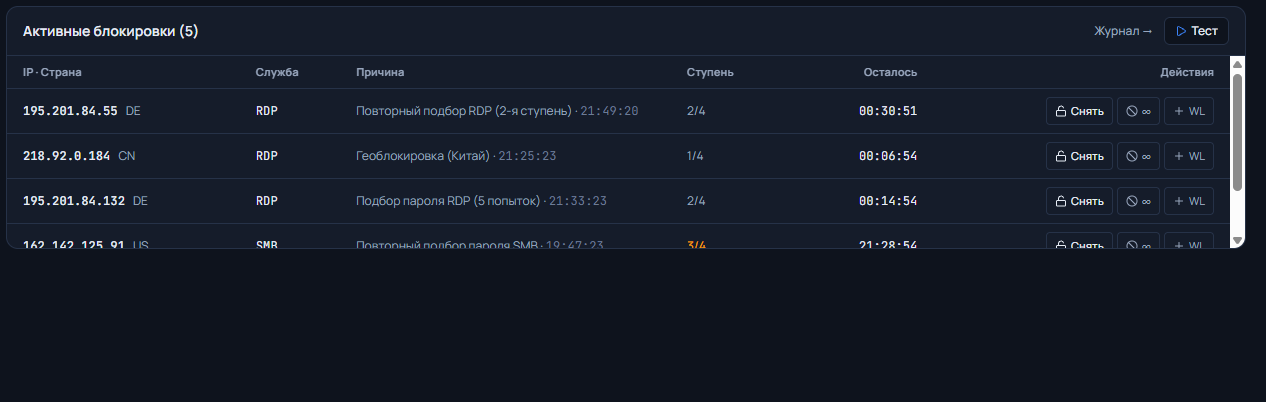 Активные блокировки (5) Журнал → Тест
IP · Страна Служба Причина Ступень Осталось Действия
195.201.84.55 DE RDP Повторный подбор RDP (2-я ступень) · 21:49:20 2/4 00:30:51 Снять ∞ + WL
218.92.0.184 CN RDP Геоблокировка (Китай) · 21:25:23 1/4 00:06:54 Снять ∞ + WL
195.201.84.132 DE RDP Подбор пароля RDP (5 попыток) · 21:33:23 2/4 00:14:54 Снять ∞ + WL
162.142.125.91 US SMB Повторный подбор пароля SMB · 19:47:23 3/4 21:28:54 Снять ∞ + WL